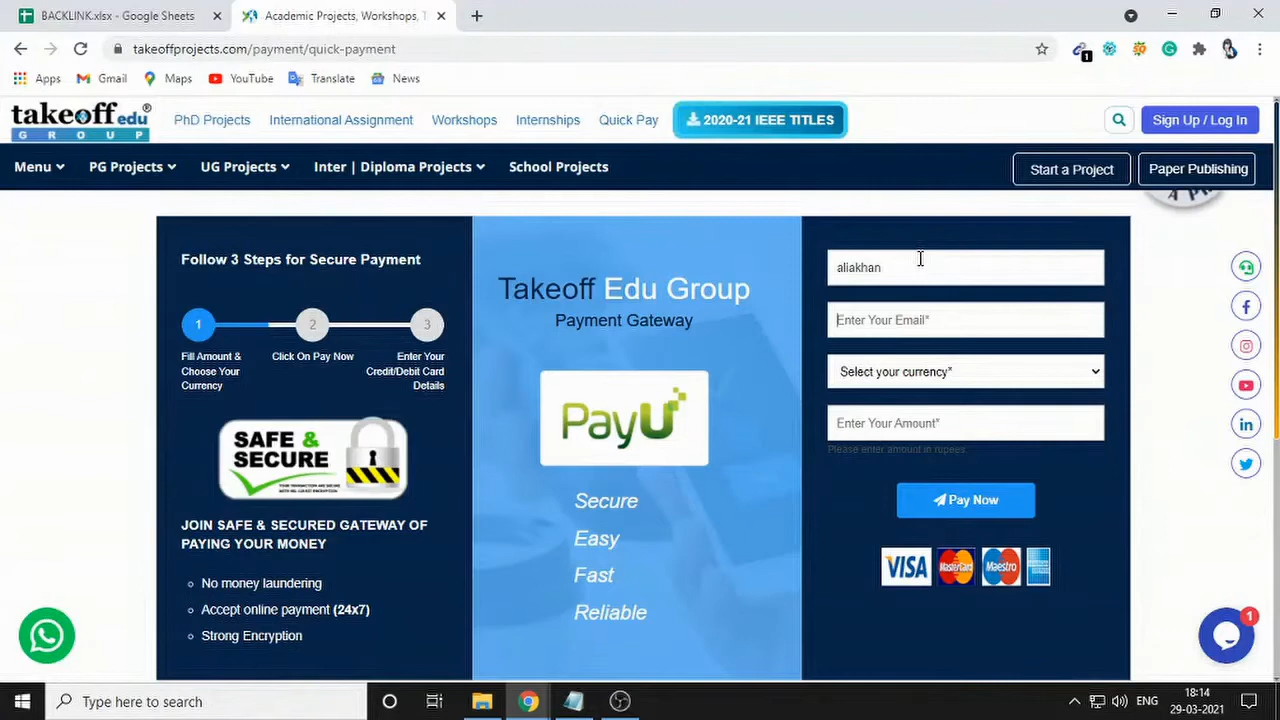 BACKLINK.xlsx - Google Sheets
Academic Projects, Workshops, T
takeoffprojects.com/payment/quick-payment
1
Apps
Gmail
Maps
YouTube
Translate
News
takeoff edu®
GROUP
PhD Projects
International Assignment
Workshops
Internships
Quick Pay
2020-21 IEEE TITLES
Sign Up / Log In
Menu
PG Projects
UG Projects
Inter | Diploma Projects
School Projects
Start a Project
Paper Publishing
Follow 3 Steps for Secure Payment
1
2
3
Fill Amount &
Choose Your
Currency
Click On Pay Now
Enter Your
Credit/Debit Card
Details
SAFE &
SECURE
JOIN SAFE & SECURED GATEWAY OF
PAYING YOUR MONEY
No money laundering
Accept online payment (24x7)
Strong Encryption
Takeoff Edu Group
Payment Gateway
PayU
Secure
Easy
Fast
Reliable
aliakhan
Enter Your Email*
Select your currency*
Enter Your Amount*
Please enter amount in rupees.
Pay Now
VISA
MasterCard
Maestro
1
Type here to search
ENG
18:14
29-03-2021